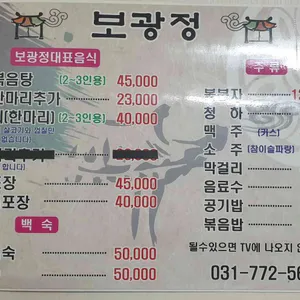 보광정
보광정대표음식
볶음탕 (2~3인용) 45,000
한마리추가 23,000
(한마리) (2~3인용) 40,000
포장 45,000
포장 40,000
백 숙
숙 50,000
50,000
주 류
복분자
청 하
맥 주 (카스)
소 주 (참이슬파랑)
막걸리
음료수
공기밥
볶음밥
될수있으면 TV에 나오지 않
031-772-56